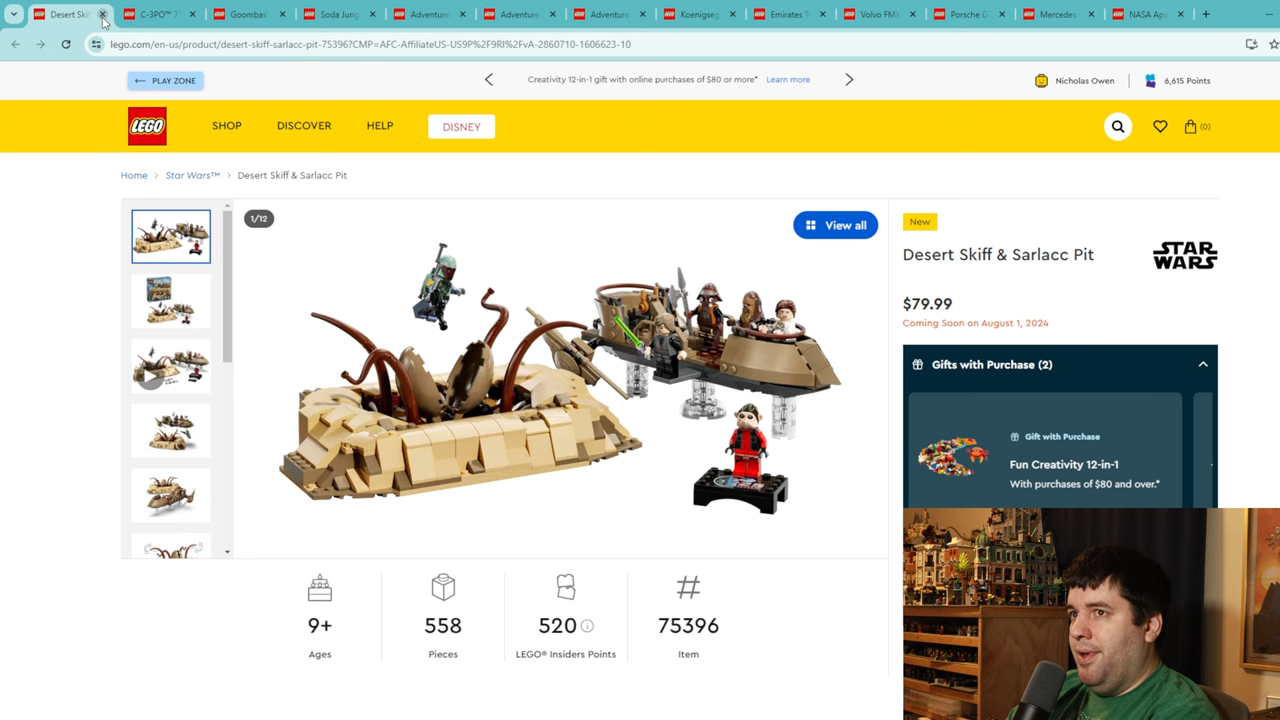 Desert Ski
C-3PO™ 7
Goombas'
Soda Jung
Adventure
Adventure
Adventure
Koenigseg
Emirates T
Volvo FMX
Porsche G
Mercedes
NASA Apo
lego.com/en-us/product/desert-skiff-sarlacc-pit-75396?CMP=AFC-AffiliateUS-US9P%2F9RI%2FvA-2860710-1606623-10
← PLAY ZONE
Creativity 12-in-1 gift with online purchases of $80 or more* Learn more
Nicholas Owen
6,615 Points
LEGO
SHOP
DISCOVER
HELP
DISNEY
(0)
Home > Star Wars™ > Desert Skiff & Sarlacc Pit
1/12
View all
New
Desert Skiff & Sarlacc Pit
STAR WARS
$79.99
Coming Soon on August 1, 2024
Gifts with Purchase (2)
Gift with Purchase
Fun Creativity 12-in-1
With purchases of $80 and over.*
9+
Ages
558
Pieces
520
LEGO® Insiders Points
#
75396
Item